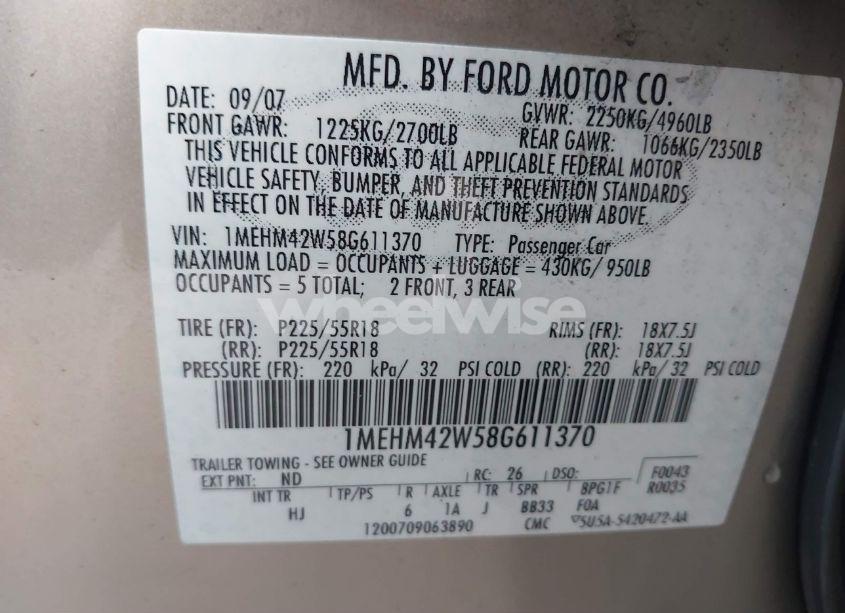 MFD. BY FORD MOTOR CO.
DATE: 09/07 GVWR: 2250KG/4960LB
FRONT GAWR: 1225KG/2700LB REAR GAWR: 1066KG/2350LB
THIS VEHICLE CONFORMS TO ALL APPLICABLE FEDERAL MOTOR
VEHICLE SAFETY, BUMPER, AND THEFT PREVENTION STANDARDS
IN EFFECT ON THE DATE OF MANUFACTURE SHOWN ABOVE.
VIN: 1MEHM42W58G611370 TYPE: Passenger Car
MAXIMUM LOAD = OCCUPANTS + LUGGAGE = 430KG/ 950LB
OCCUPANTS = 5 TOTAL; 2 FRONT, 3 REAR
wheelwise
TIRE (FR): P225/55R18 RIMS (FR): 18X7.5J
(RR): P225/55R18 (RR): 18X7.5J
PRESSURE (FR): 220 kPa/ 32 PSI COLD (RR): 220 kPa/ 32 PSI COLD
1MEHM42W58G611370
TRAILER TOWING - SEE OWNER GUIDE
EXT PNT: ND RC: 26 DSO: F0043
INT TR TP/PS R AXLE TR SPR BPG1F R0035
HJ 6 1A J BB33 FOA
1200709063890 CMC 5U5A-5420472-AA